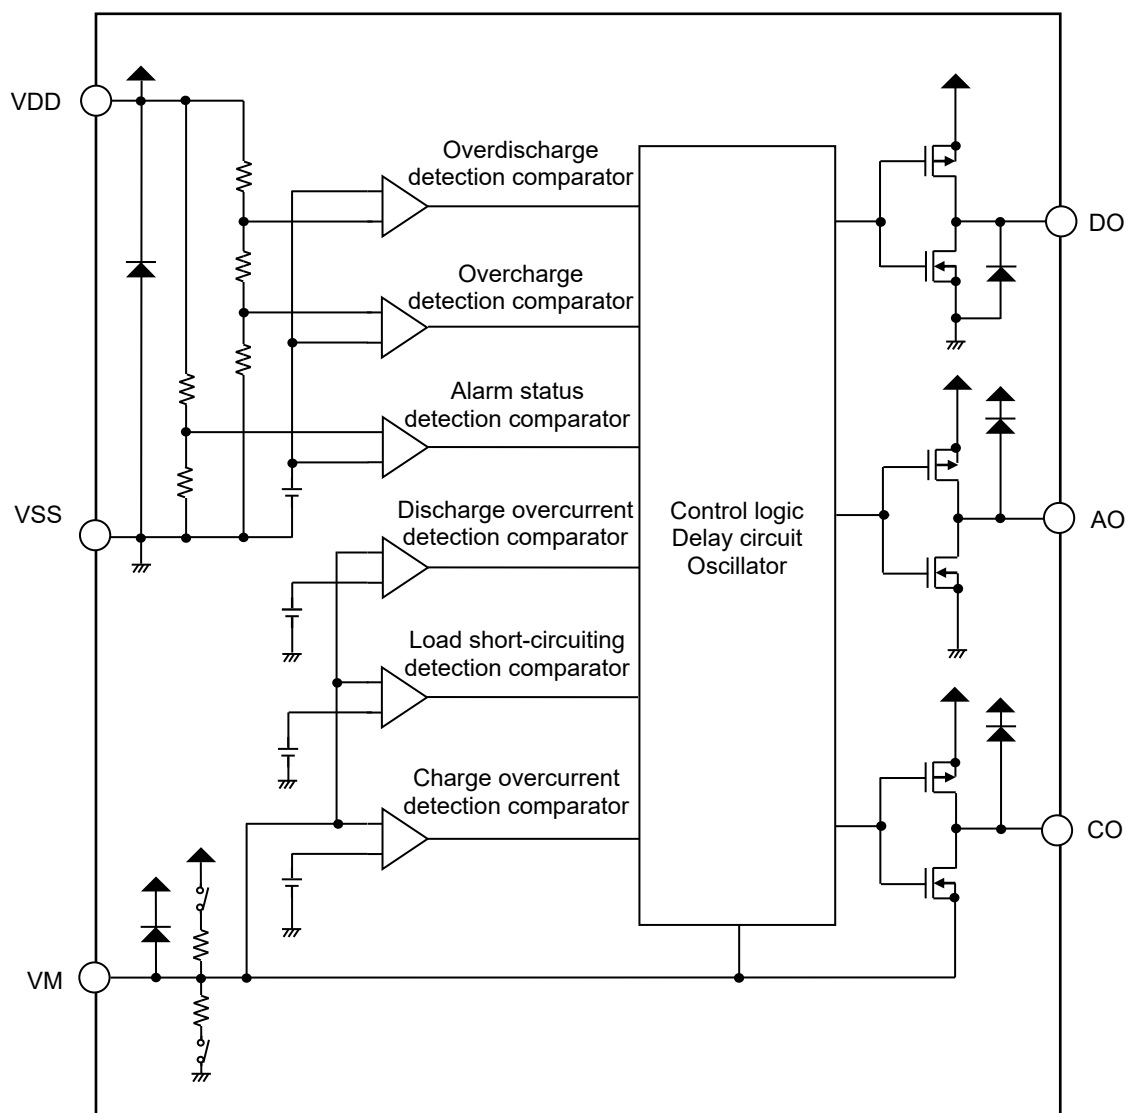 VDD
Overdischarge
detection comparator
DO
Overcharge
detection comparator
Alarm status
detection comparator
VSS
Discharge overcurrent
detection comparator
Control logic
Delay circuit
Oscillator
AO
Load short-circuiting
detection comparator
Charge overcurrent
detection comparator
CO
VM